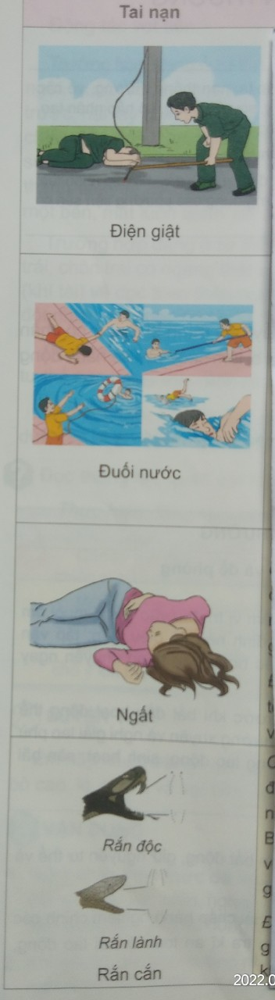 Tai nạn
Điện giật
Đuối nước
Ngất
Rắn độc
Rắn lành
Rắn cắn
2022.0